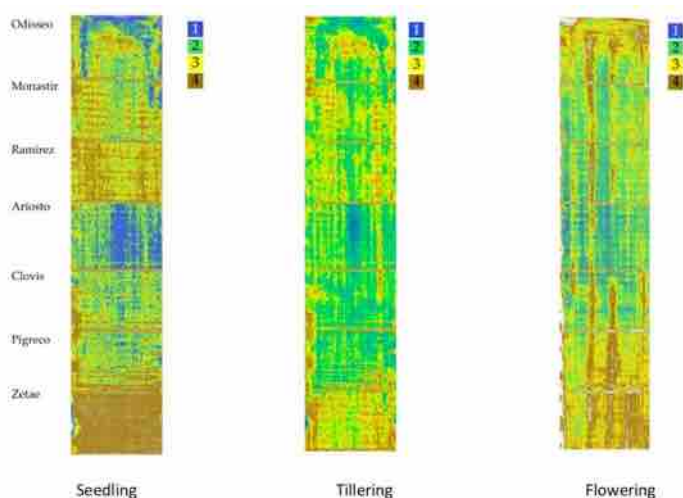 Odisseo
Monastir
Ramirez
Ariosto
Clovis
Pigreco
Zetae
1
2
3
4
1
2
3
4
1
2
3
4
Seedling
Tillering
Flowering